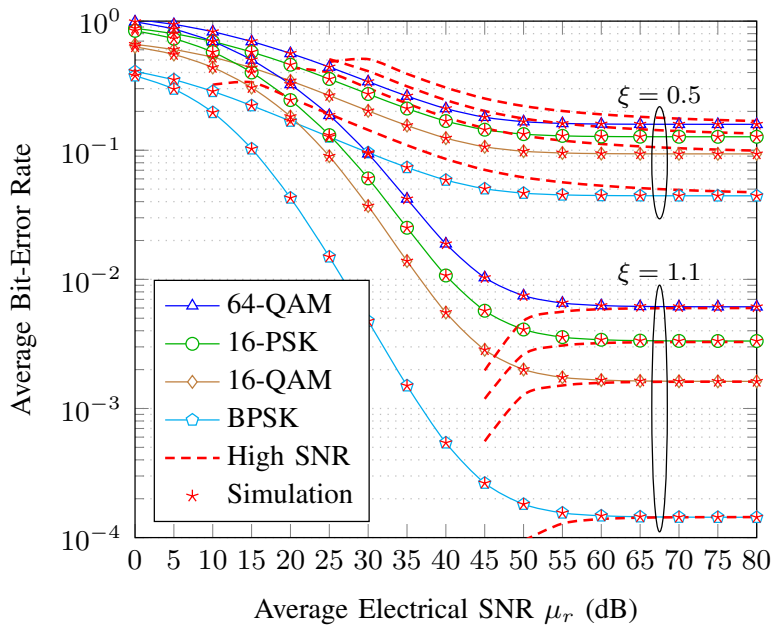 10^0
10^{-1}
10^{-2}
10^{-3}
10^{-4}
Average Bit-Error Rate
ξ = 0.5
ξ = 1.1
64-QAM
16-PSK
16-QAM
BPSK
High SNR
Simulation
0 5 10 15 20 25 30 35 40 45 50 55 60 65 70 75 80
Average Electrical SNR μ_r (dB)